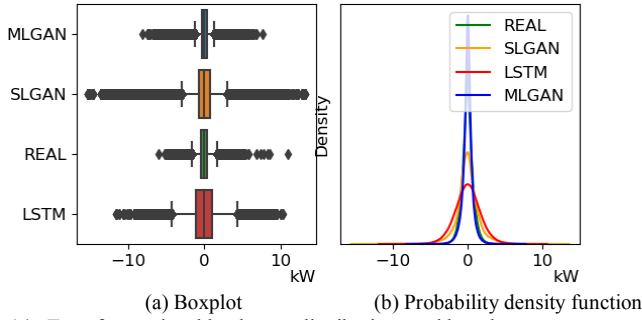 MLGAN
SLGAN
REAL
LSTM
−10
0
10
kW
(a) Boxplot
Density
REAL
SLGAN
LSTM
MLGAN
−10
0
10
kW
(b) Probability density function